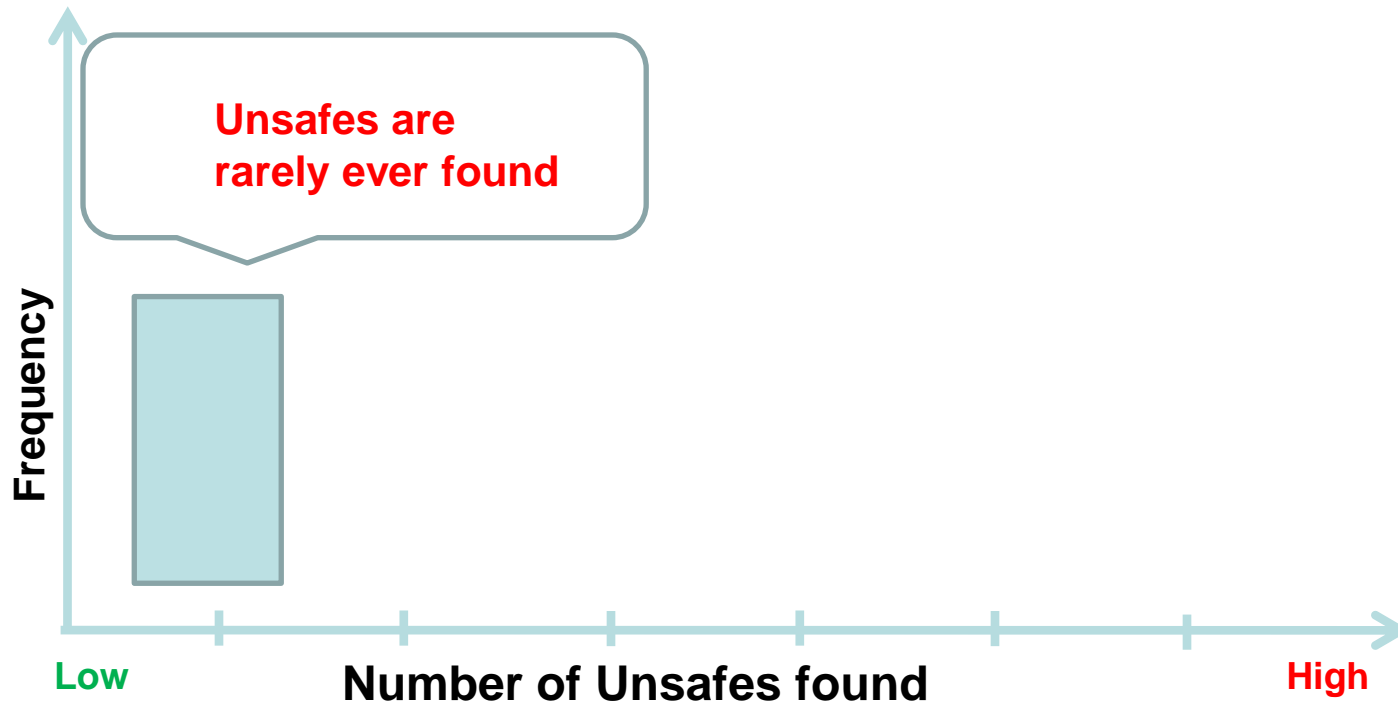 Unsafes are
rarely ever found
Frequency
Low
Number of Unsafes found
High